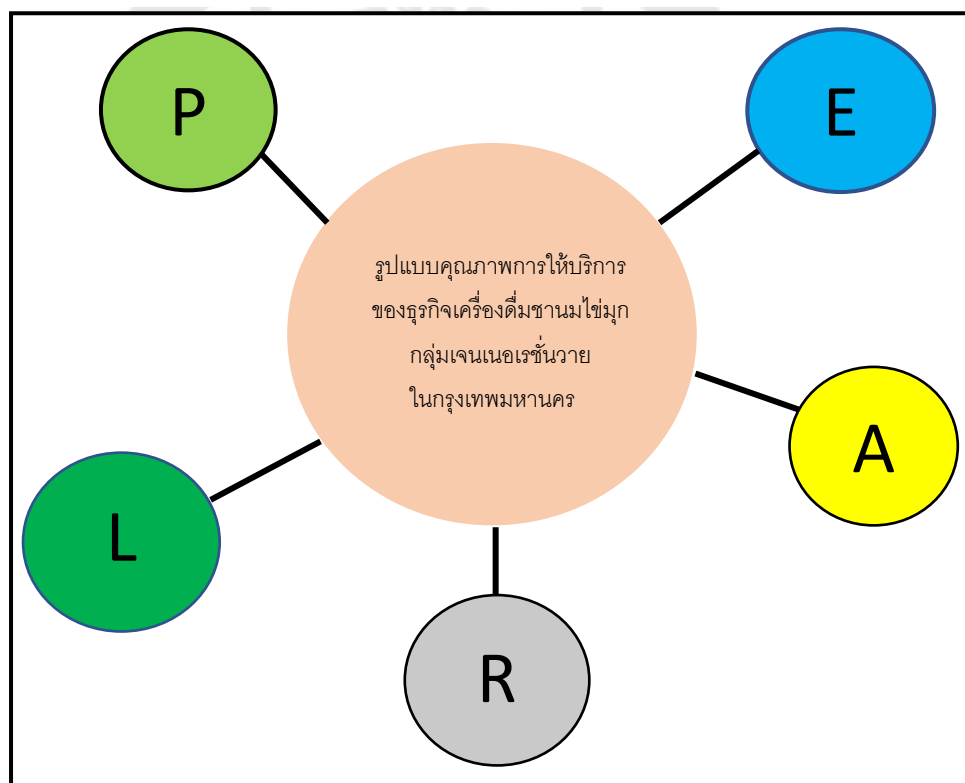 P
E
รูปแบบคุณภาพการให้บริการ
ของธุรกิจเครื่องดื่มชานมไข่มุก
กลุ่มเจนเนอเรชั่นวาย
ในกรุงเทพมหานคร
A
L
R